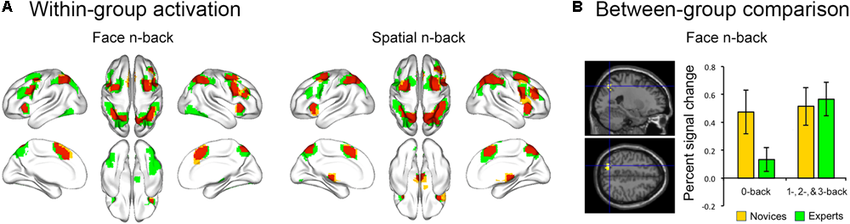 A Within-group activation
Face n-back
Spatial n-back
B Between-group comparison
Face n-back
Percent signal change
0.8
0.6
0.4
0.2
0.0
-0.2
0-back
1-, 2-, & 3-back
Novices
Experts